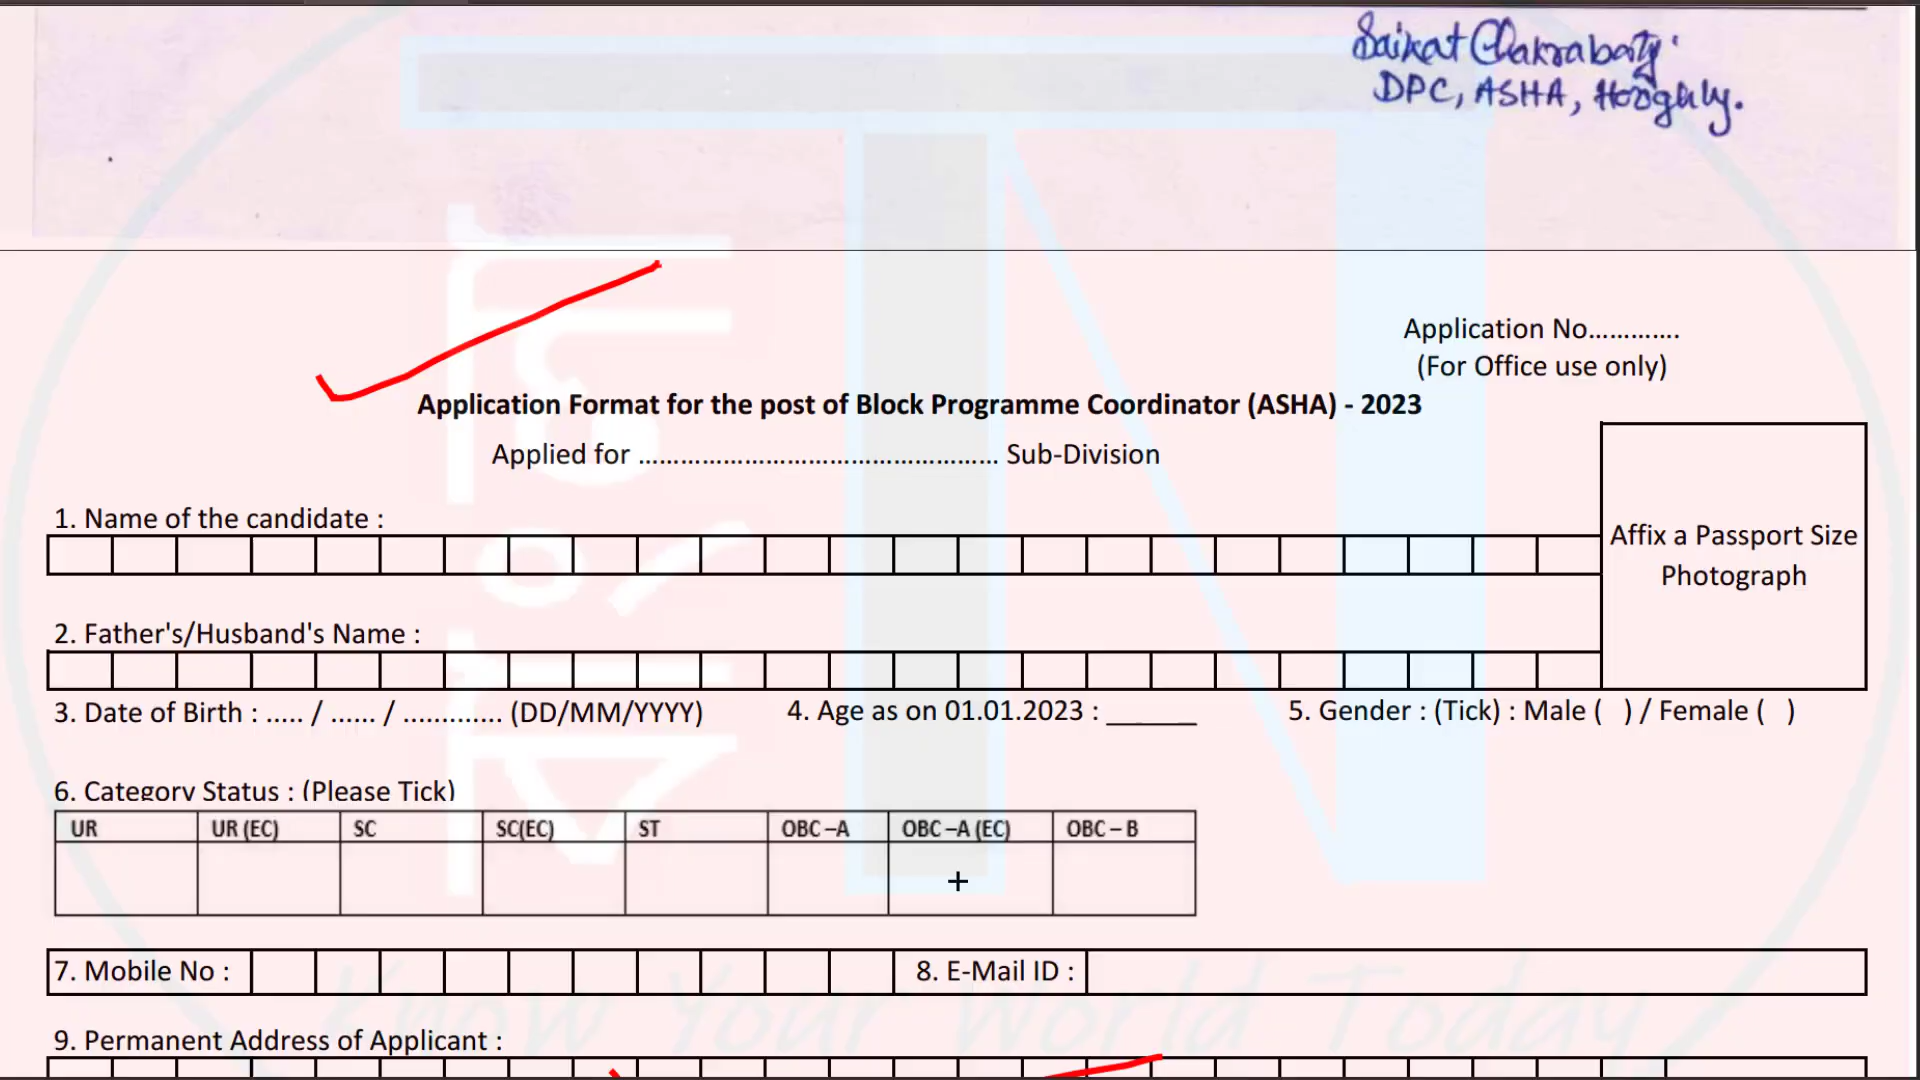 Saikat Chakraborty.
DPC, ASHA, Hooghly.
Application No.............
(For Office use only)
Application Format for the post of Block Programme Coordinator (ASHA) - 2023
Applied for ................................................ Sub-Division
1. Name of the candidate :
Affix a Passport Size
Photograph
2. Father's/Husband's Name :
3. Date of Birth : ..... / ...... / ............. (DD/MM/YYYY) 4. Age as on 01.01.2023 : ______ 5. Gender : (Tick) : Male ( ) / Female ( )
6. Category Status : (Please Tick)
UR UR (EC) SC SC(EC) ST OBC –A OBC –A (EC) OBC – B
7. Mobile No : 8. E-Mail ID :
9. Permanent Address of Applicant :
Know Your World Today